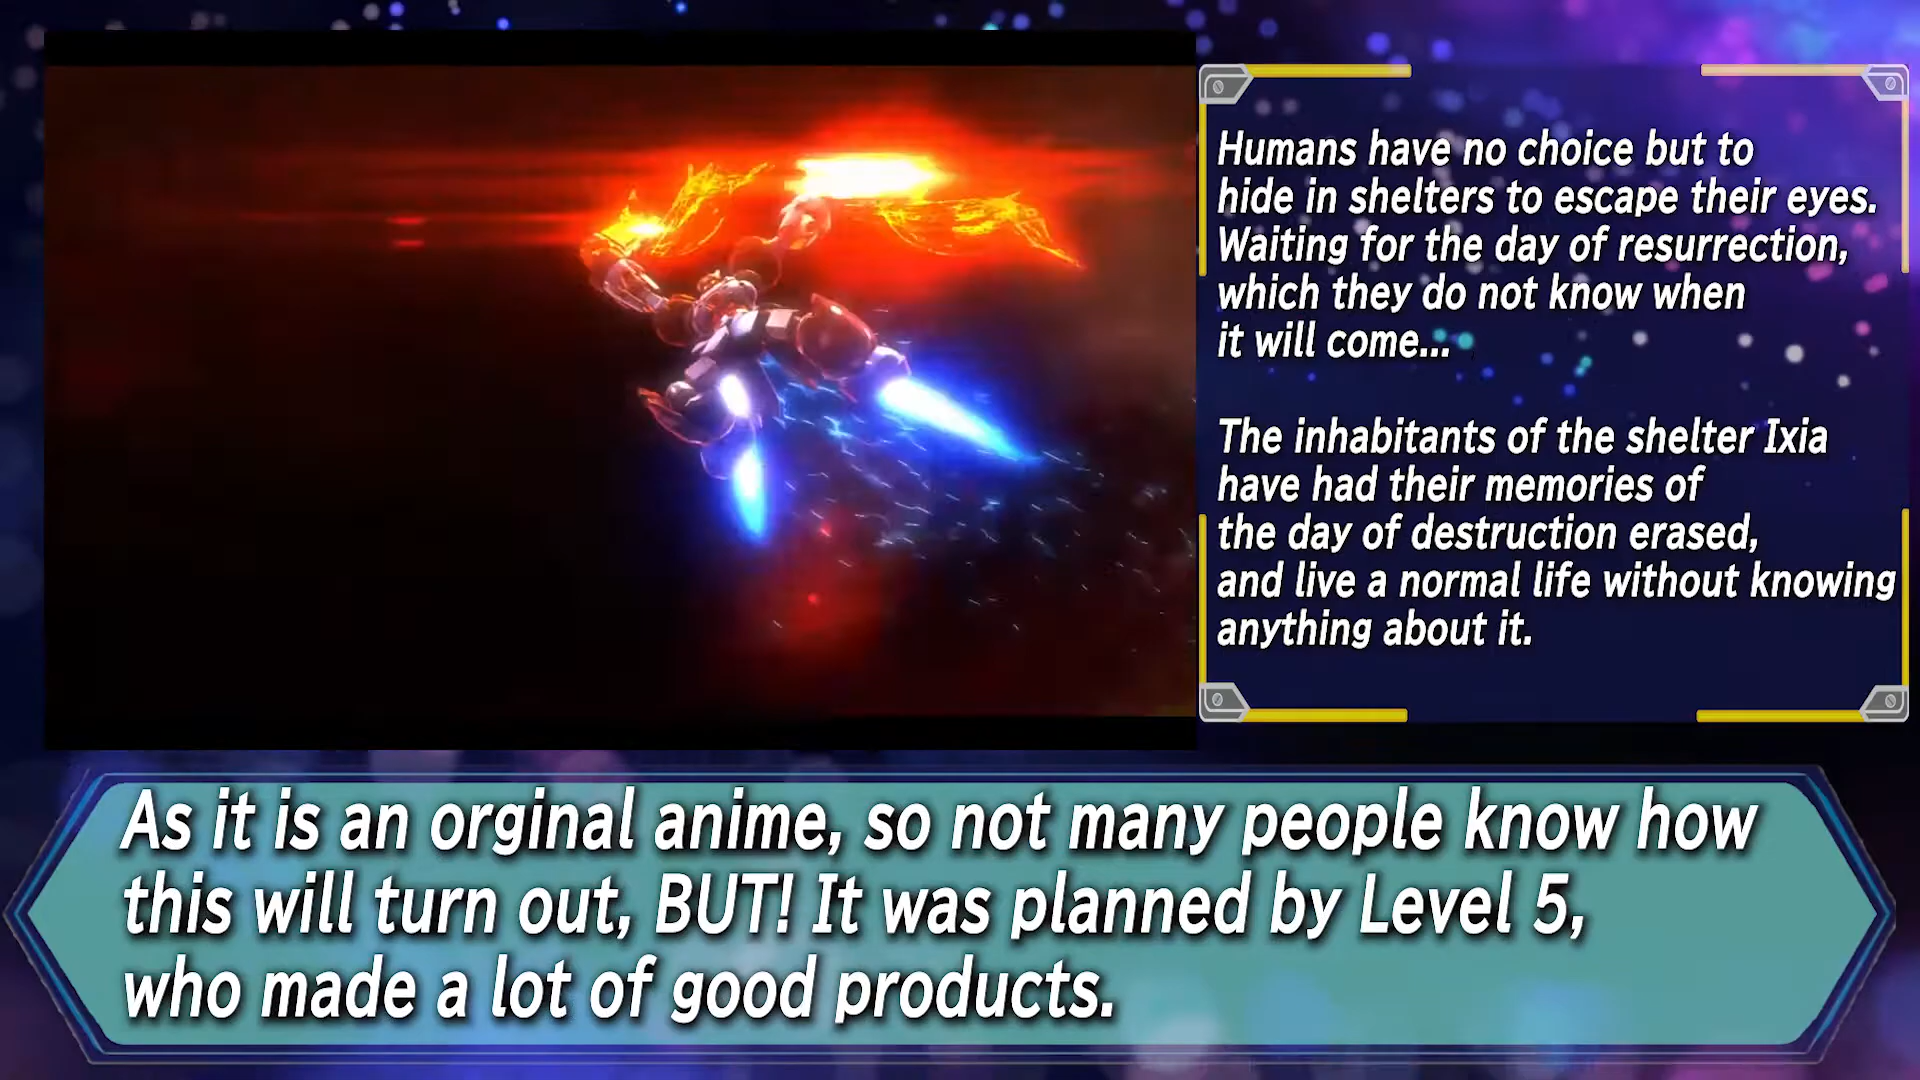 Humans have no choice but to
hide in shelters to escape their eyes.
Waiting for the day of resurrection,
which they do not know when
it will come...
The inhabitants of the shelter Ixia
have had their memories of
the day of destruction erased,
and live a normal life without knowing
anything about it.
As it is an orginal anime, so not many people know how
this will turn out, BUT! It was planned by Level 5,
who made a lot of good products.